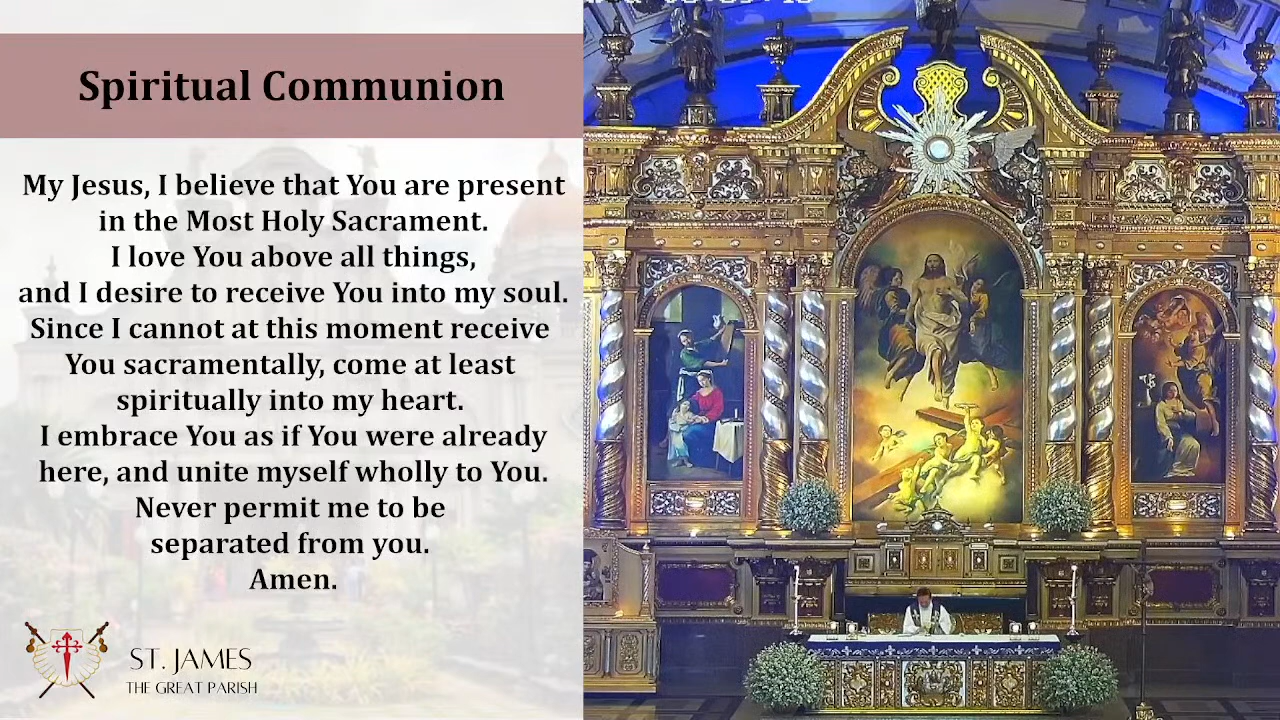 Spiritual Communion
My Jesus, I believe that You are present
in the Most Holy Sacrament.
I love You above all things,
and I desire to receive You into my soul.
Since I cannot at this moment receive
You sacramentally, come at least
spiritually into my heart.
I embrace You as if You were already
here, and unite myself wholly to You.
Never permit me to be
separated from you.
Amen.
ST. JAMES
THE GREAT PARISH